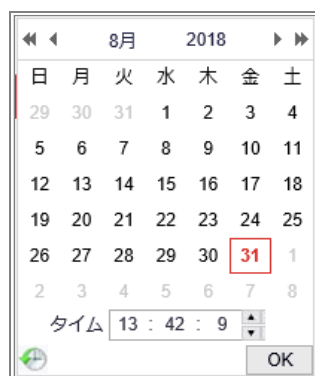 8月 2018
日 月 火 水 木 金 土
29 30 31 1 2 3 4
5 6 7 8 9 10 11
12 13 14 15 16 17 18
19 20 21 22 23 24 25
26 27 28 29 30 31 1
2 3 4 5 6 7 8
タイム 13 : 42 : 9
OK